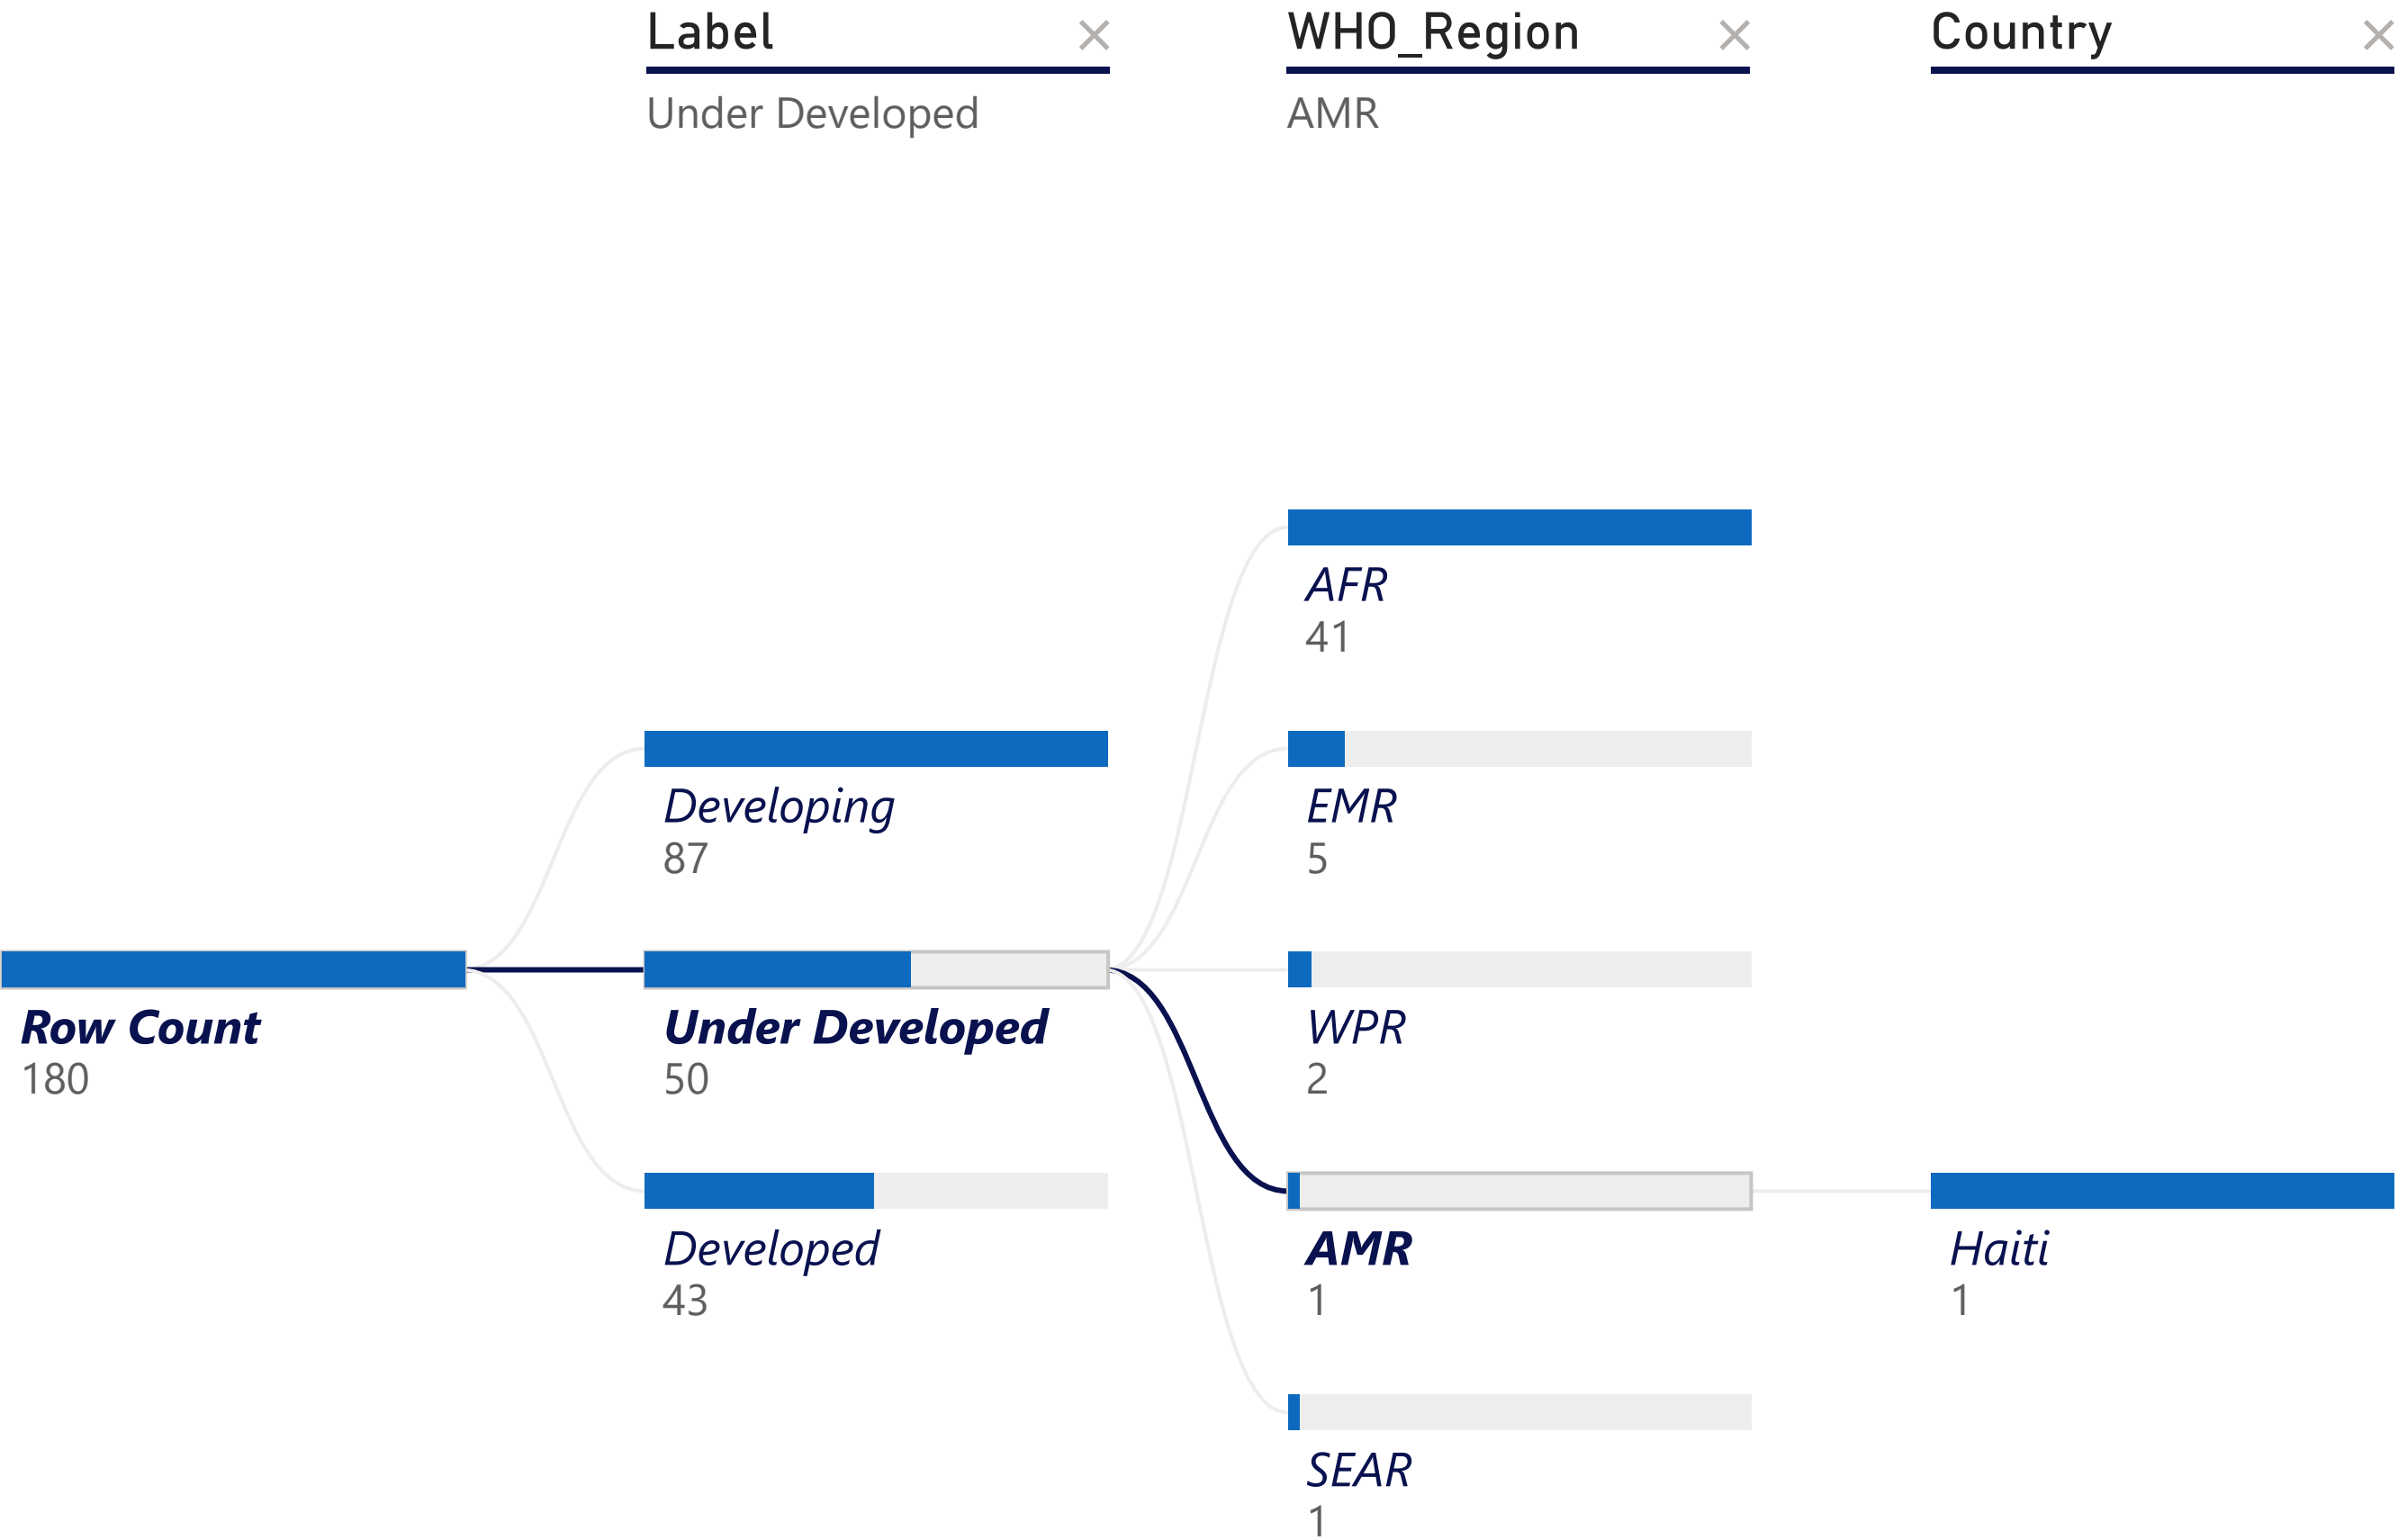 Label
WHO_Region
Country
Under Developed
AMR
AFR
41
EMR
5
Developing
87
WPR
2
Row Count
180
Under Developed
50
Developed
43
AMR
1
Haiti
1
SEAR
1